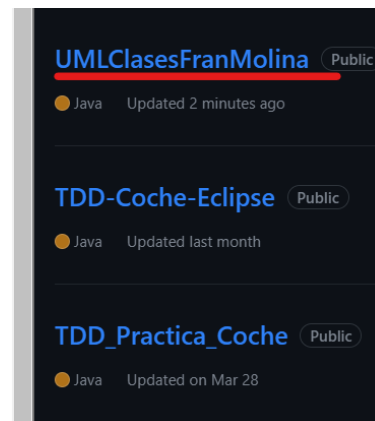 UMLClasesFranMolina Public
Java Updated 2 minutes ago
TDD-Coche-Eclipse Public
Java Updated last month
TDD_Practica_Coche Public
Java Updated on Mar 28